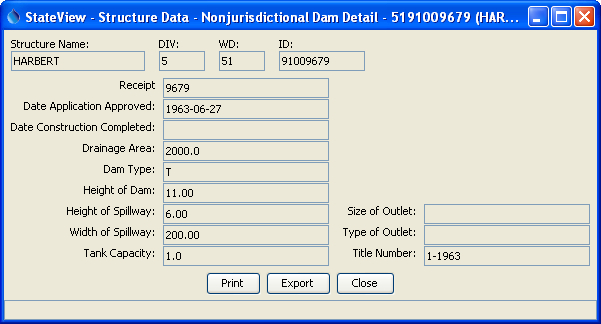 StateView - Structure Data - Nonjurisdictional Dam Detail - 5191009679 (HAR...
Structure Name: DIV: WD: ID:
HARBERT 5 51 91009679
Receipt 9679
Date Application Approved: 1963-06-27
Date Construction Completed:
Drainage Area: 2000.0
Dam Type: T
Height of Dam: 11.00
Height of Spillway: 6.00 Size of Outlet:
Width of Spillway: 200.00 Type of Outlet:
Tank Capacity: 1.0 Title Number: 1-1963
Print Export Close